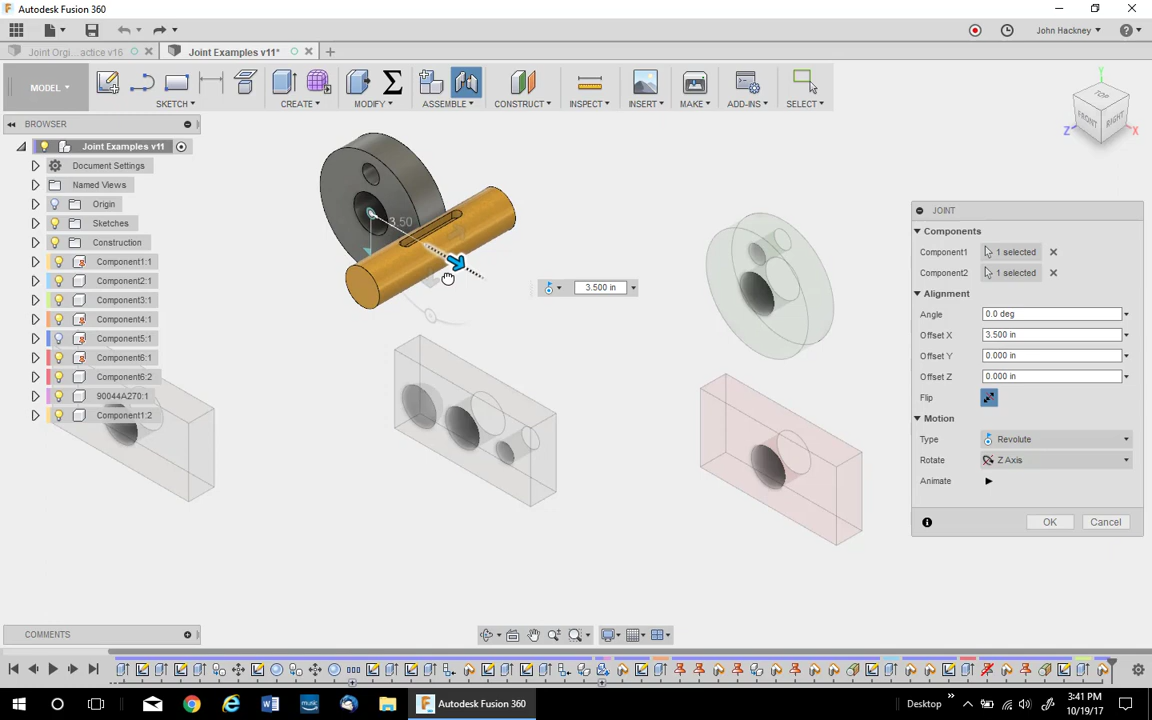 Autodesk Fusion 360
John Hackney
Joint Orgi...actice v16
Joint Examples v11*
MODEL
SKETCH
CREATE
MODIFY
ASSEMBLE
CONSTRUCT
INSPECT
INSERT
MAKE
ADD-INS
SELECT
TOP
FRONT
RIGHT
Y
Z
X
BROWSER
Joint Examples v11
Document Settings
Named Views
Origin
Sketches
Construction
Component1:1
Component2:1
Component3:1
Component4:1
Component5:1
Component6:1
Component6:2
90044A270:1
Component1:2
3.50
3.500 in
JOINT
Components
Component1 1 selected
Component2 1 selected
Alignment
Angle 0.0 deg
Offset X 3.500 in
Offset Y 0.000 in
Offset Z 0.000 in
Flip
Motion
Type Revolute
Rotate Z Axis
Animate
OK Cancel
COMMENTS
Autodesk Fusion 360
Desktop
3:41 PM
10/19/17